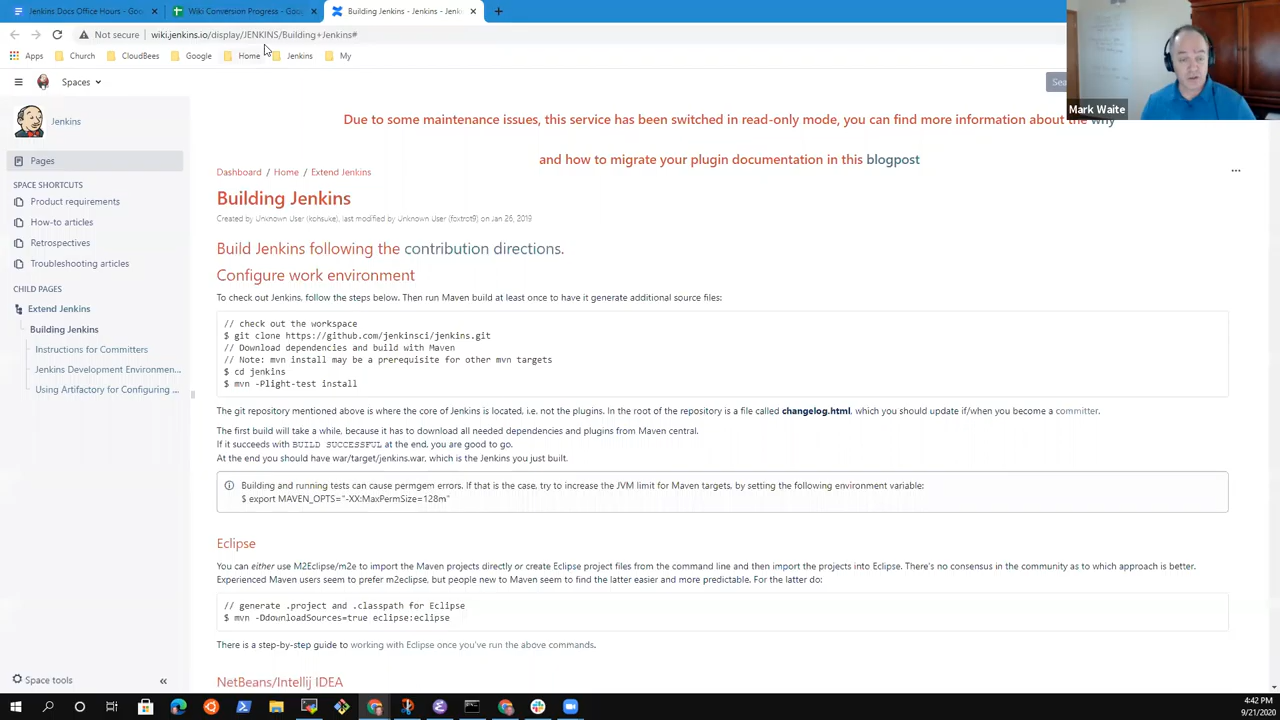 Jenkins Docs Office Hours - Goo
Wiki Conversion Progress - Goog
Building Jenkins - Jenkins - Jenk
Not secure
wiki.jenkins.io/display/JENKINS/Building+Jenkins#
Apps
Church
CloudBees
Google
Home
Jenkins
My
Spaces
Sea
Mark Waite
Jenkins
Due to some maintenance issues, this service has been switched in read-only mode, you can find more information about the why
and how to migrate your plugin documentation in this blogpost
Pages
SPACE SHORTCUTS
Product requirements
How-to articles
Retrospectives
Troubleshooting articles
CHILD PAGES
Extend Jenkins
Building Jenkins
Instructions for Committers
Jenkins Development Environmen...
Using Artifactory for Configuring ...
Space tools
Dashboard / Home / Extend Jenkins
...
Building Jenkins
Created by Unknown User (kohsuke), last modified by Unknown User (foxtrot9) on Jan 26, 2019
Build Jenkins following the contribution directions.
Configure work environment
To check out Jenkins, follow the steps below. Then run Maven build at least once to have it generate additional source files:
// check out the workspace
$ git clone https://github.com/jenkinsci/jenkins.git
// Download dependencies and build with Maven
// Note: mvn install may be a prerequisite for other mvn targets
$ cd jenkins
$ mvn -Plight-test install
The git repository mentioned above is where the core of Jenkins is located, i.e. not the plugins. In the root of the repository is a file called changelog.html, which you should update if/when you become a committer.
The first build will take a while, because it has to download all needed dependencies and plugins from Maven central.
If it succeeds with BUILD SUCCESSFUL at the end, you are good to go.
At the end you should have war/target/jenkins.war, which is the Jenkins you just built.
Building and running tests can cause permgem errors. If that is the case, try to increase the JVM limit for Maven targets, by setting the following environment variable:
$ export MAVEN_OPTS="-XX:MaxPermSize=128m"
Eclipse
You can either use M2Eclipse/m2e to import the Maven projects directly or create Eclipse project files from the command line and then import the projects into Eclipse. There's no consensus in the community as to which approach is better.
Experienced Maven users seem to prefer m2eclipse, but people new to Maven seem to find the latter easier and more predictable. For the latter do:
// generate .project and .classpath for Eclipse
$ mvn -DdownloadSources=true eclipse:eclipse
There is a step-by-step guide to working with Eclipse once you've run the above commands.
NetBeans/Intellij IDEA
4:42 PM
9/21/2020